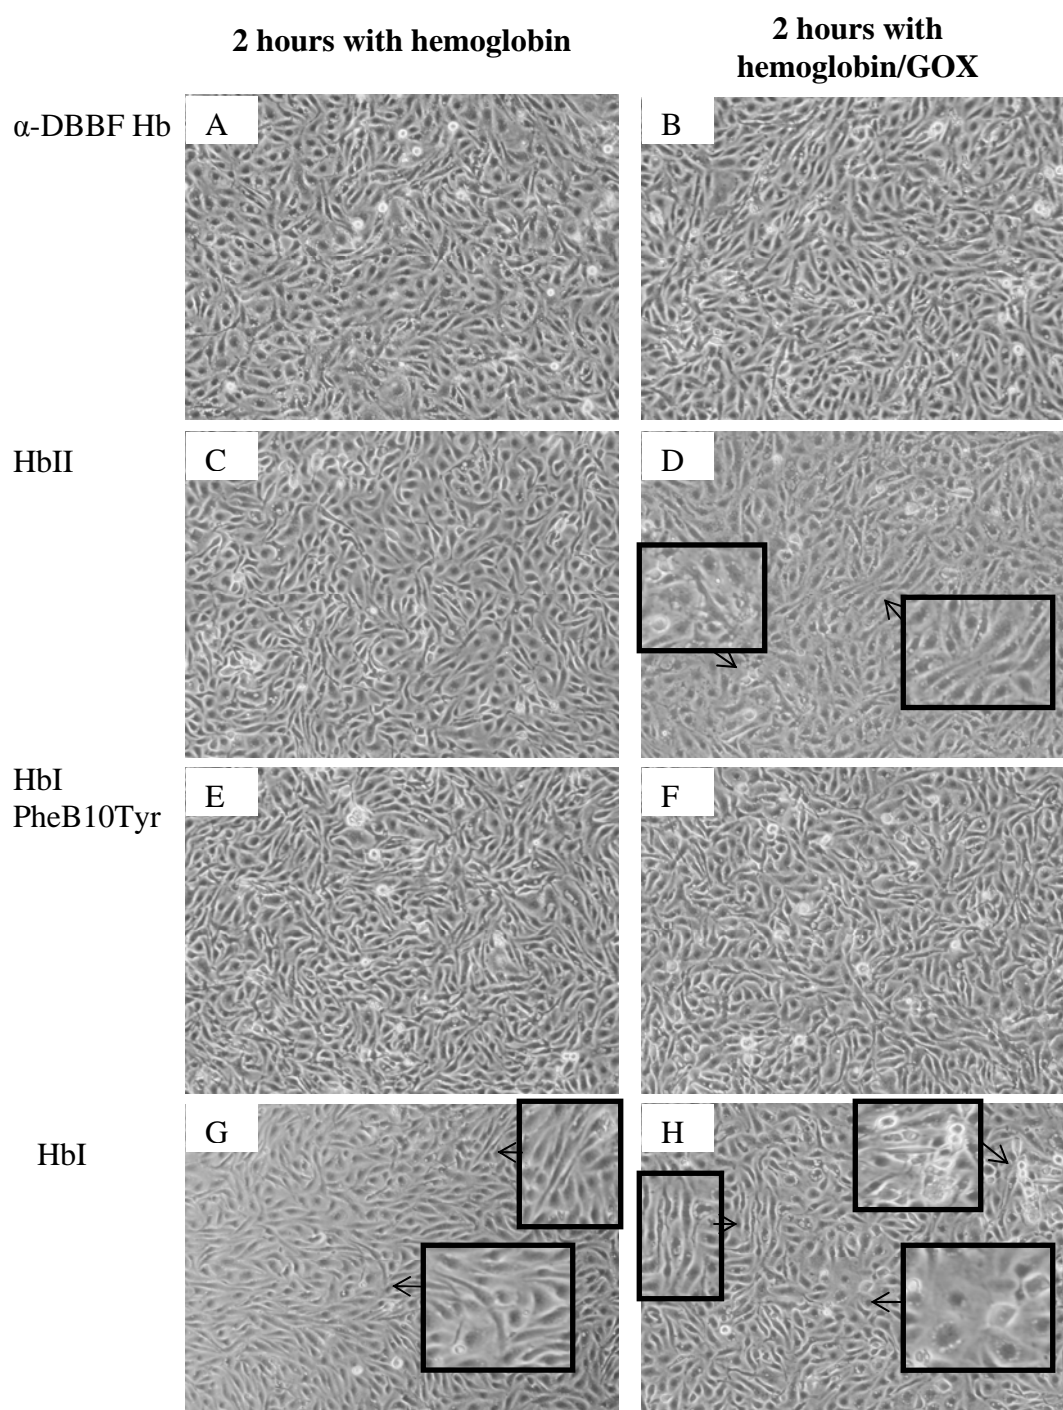 2 hours with hemoglobin
2 hours with
hemoglobin/GOX
α-DBBF Hb
A
B
HbII
C
D
HbI
PheB10Tyr
E
F
HbI
G
H